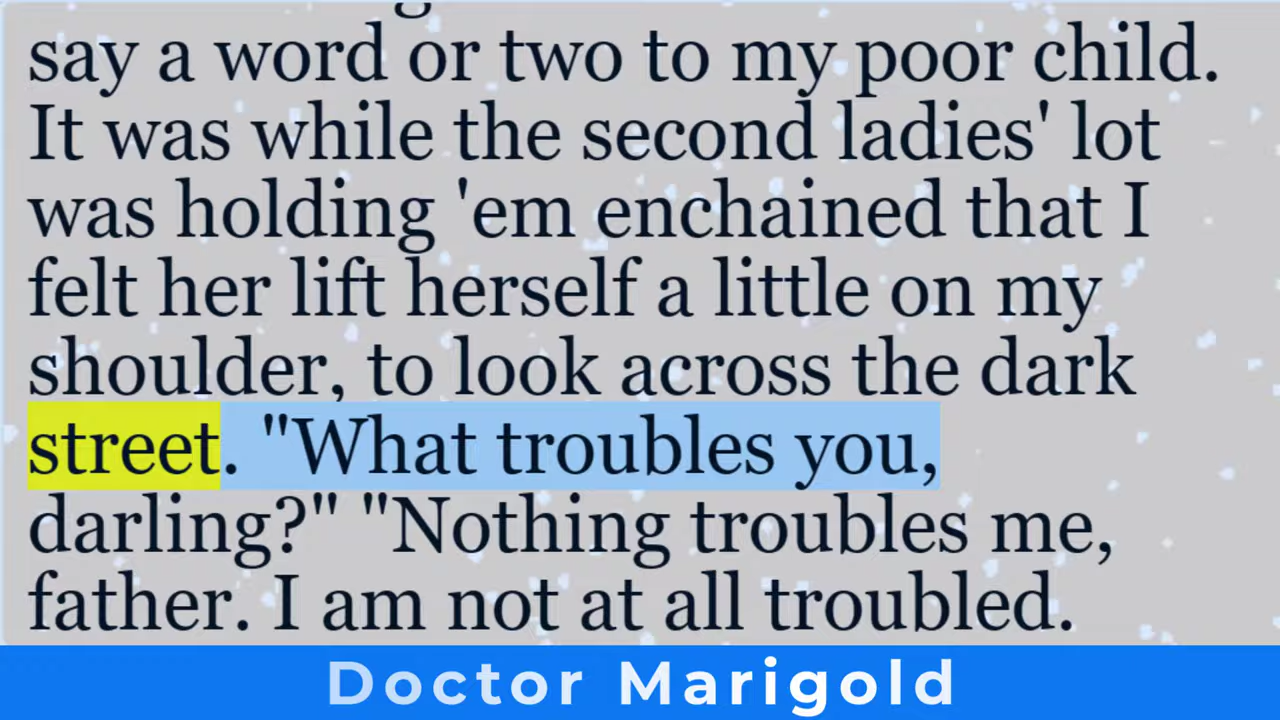 say a word or two to my poor child.
It was while the second ladies' lot
was holding 'em enchained that I
felt her lift herself a little on my
shoulder, to look across the dark
street. "What troubles you,
darling?" "Nothing troubles me,
father. I am not at all troubled.
Doctor Marigold